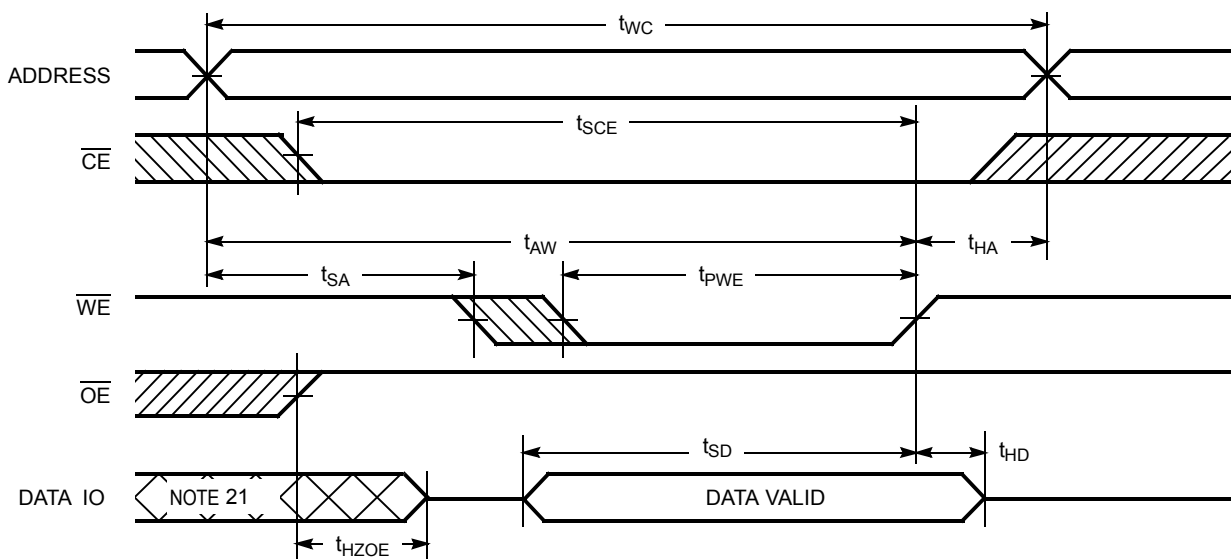 tWC
ADDRESS
tSCE
CE
tAW
tHA
tSA
tPWE
WE
OE
tSD
tHD
DATA IO
NOTE 21
DATA VALID
tHZOE